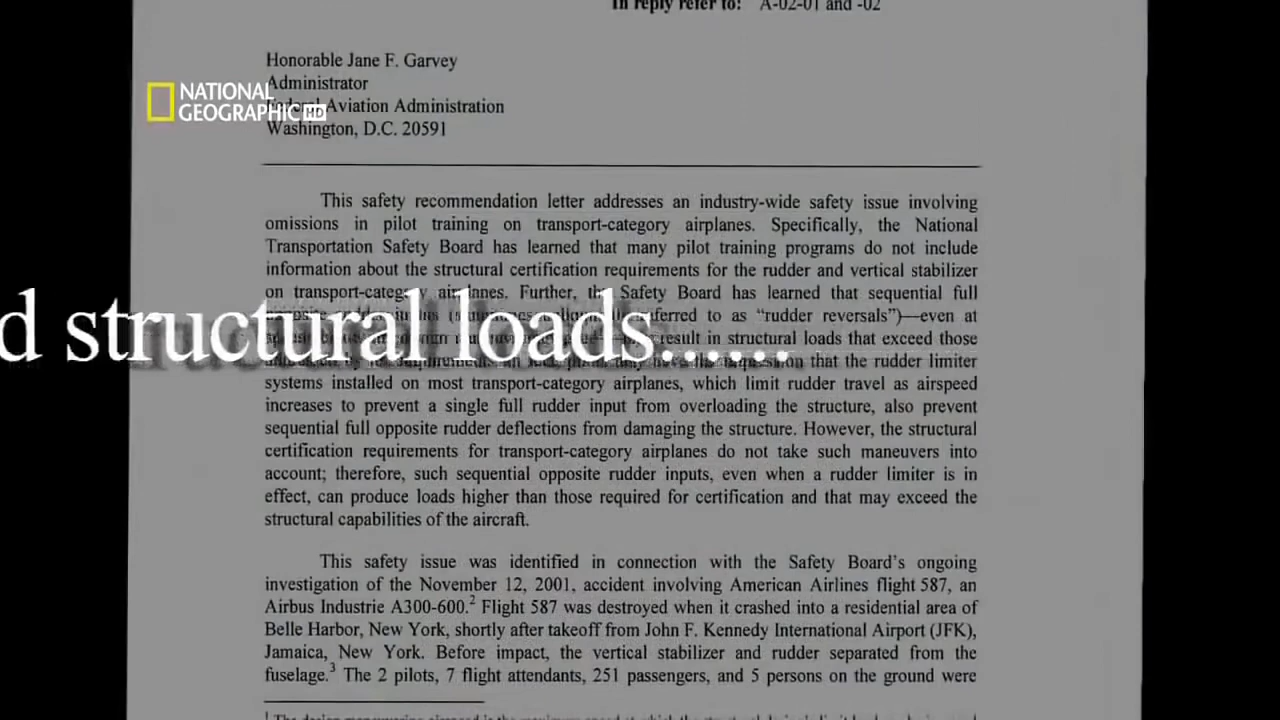 In reply refer to: A-02-01 and -02
Honorable Jane F. Garvey
Administrator
Federal Aviation Administration
Washington, D.C. 20591
NATIONAL
GEOGRAPHIC HD
This safety recommendation letter addresses an industry-wide safety issue involving
omissions in pilot training on transport-category airplanes. Specifically, the National
Transportation Safety Board has learned that many pilot training programs do not include
information about the structural certification requirements for the rudder and vertical stabilizer
on transport-category airplanes. Further, the Safety Board has learned that sequential full
referred to as “rudder reversals”)—even at
result in structural loads that exceed those
that the rudder limiter
d structural loads......
systems installed on most transport-category airplanes, which limit rudder travel as airspeed
increases to prevent a single full rudder input from overloading the structure, also prevent
sequential full opposite rudder deflections from damaging the structure. However, the structural
certification requirements for transport-category airplanes do not take such maneuvers into
account; therefore, such sequential opposite rudder inputs, even when a rudder limiter is in
effect, can produce loads higher than those required for certification and that may exceed the
structural capabilities of the aircraft.
This safety issue was identified in connection with the Safety Board’s ongoing
investigation of the November 12, 2001, accident involving American Airlines flight 587, an
Airbus Industrie A300-600.2 Flight 587 was destroyed when it crashed into a residential area of
Belle Harbor, New York, shortly after takeoff from John F. Kennedy International Airport (JFK),
Jamaica, New York. Before impact, the vertical stabilizer and rudder separated from the
fuselage.3 The 2 pilots, 7 flight attendants, 251 passengers, and 5 persons on the ground were